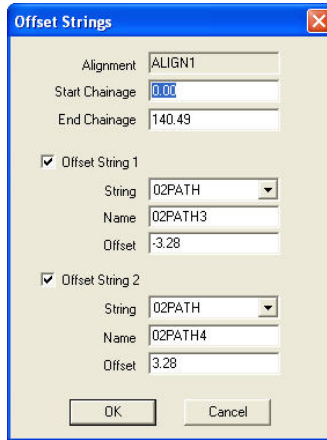 Offset Strings
Alignment ALIGN1
Start Chainage 0.00
End Chainage 140.49
Offset String 1
String 02PATH
Name 02PATH3
Offset -3.28
Offset String 2
String 02PATH
Name 02PATH4
Offset 3.28
OK Cancel